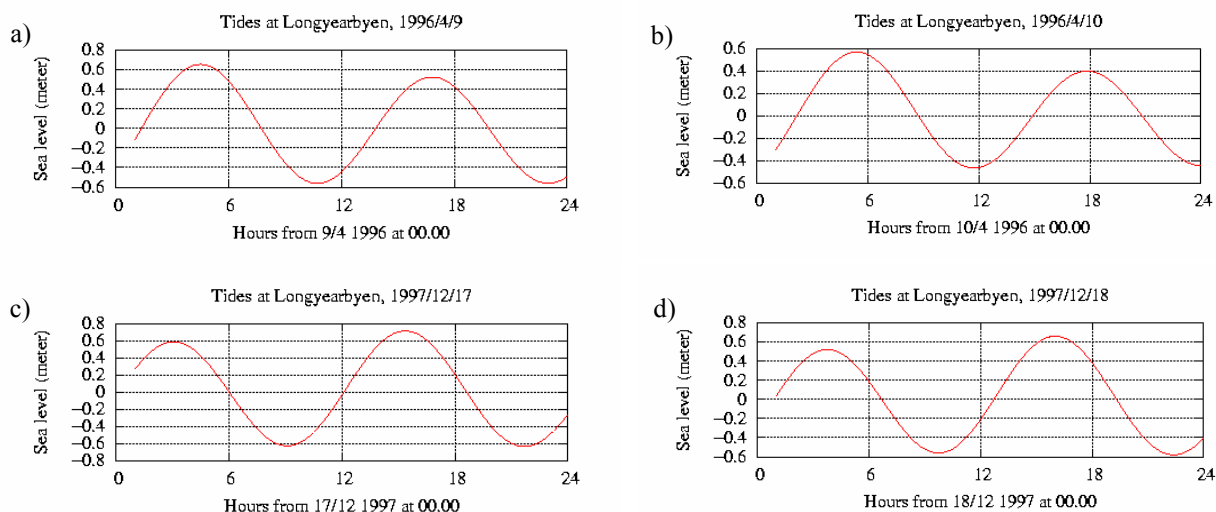 a)
Tides at Longyearbyen, 1996/4/9
Sea level (meter)
0.8
0.6
0.4
0.2
0
−0.2
−0.4
−0.6
0 6 12 18 24
Hours from 9/4 1996 at 00.00
b)
Tides at Longyearbyen, 1996/4/10
Sea level (meter)
0.6
0.4
0.2
0
−0.2
−0.4
−0.6
0 6 12 18 24
Hours from 10/4 1996 at 00.00
c)
Tides at Longyearbyen, 1997/12/17
Sea level (meter)
0.8
0.6
0.4
0.2
0
−0.2
−0.4
−0.6
−0.8
0 6 12 18 24
Hours from 17/12 1997 at 00.00
d)
Tides at Longyearbyen, 1997/12/18
Sea level (meter)
0.8
0.6
0.4
0.2
0
−0.2
−0.4
−0.6
0 6 12 18 24
Hours from 18/12 1997 at 00.00